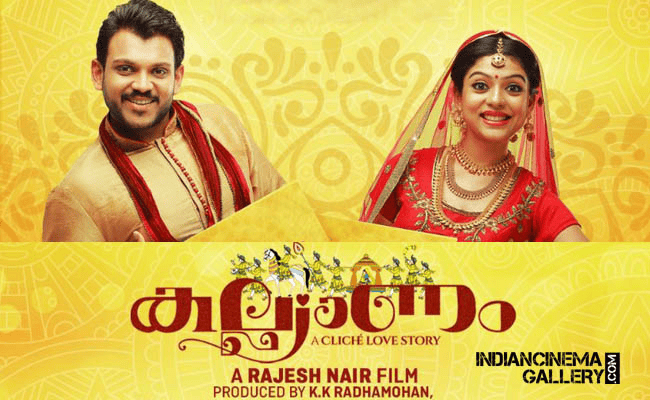 കല്ല്യാണം
A CLICHÉ LOVE STORY
A RAJESH NAIR FILM
PRODUCED BY K.K RADHAMOHAN,
INDIANCINEMA
GALLERY.COM